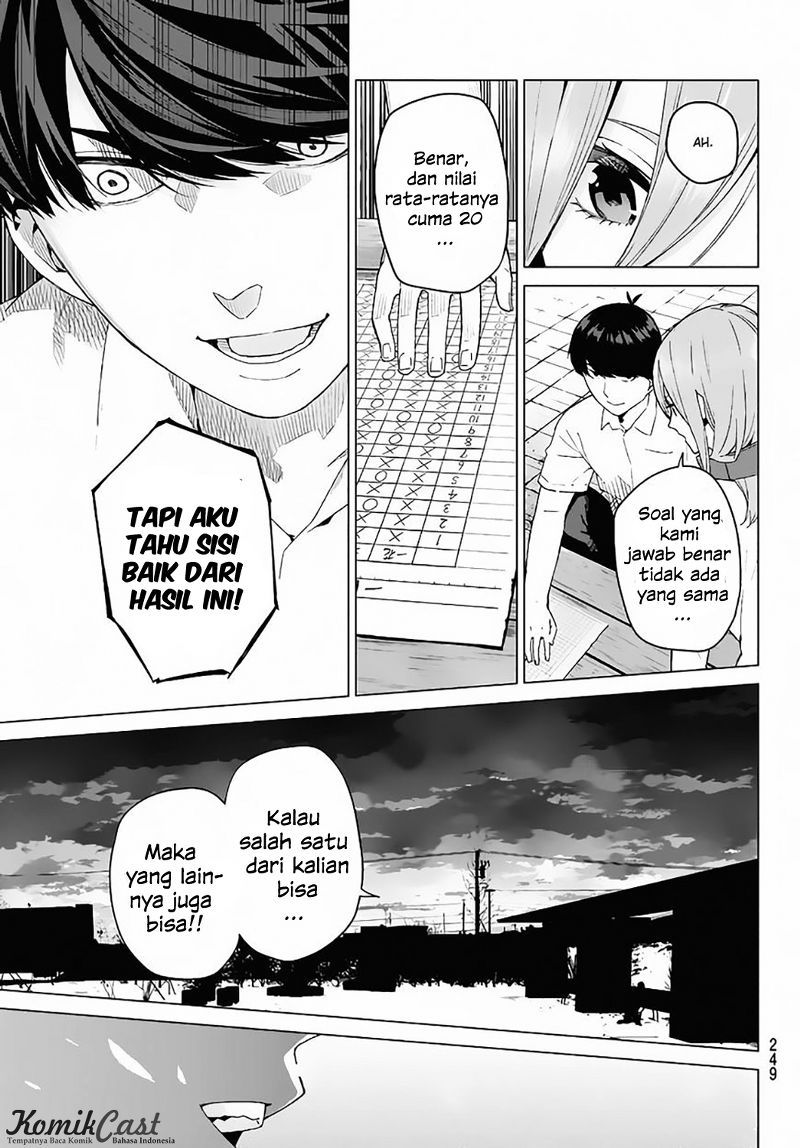 AH.
Soal yang
kami
jawab benar
tidak ada
yang sama
...
Benar,
dan nilai
rata-ratanya
cuma 20
...
TAPI AKU
TAHU SISI
BAIK DARI
HASIL INI!
Kalau
salah satu
dari kalian
bisa
...
Maka
yang lain-
nya juga
bisa!!
249
KomikCast
Tempatnya Baca Komik Bahasa Indonesia